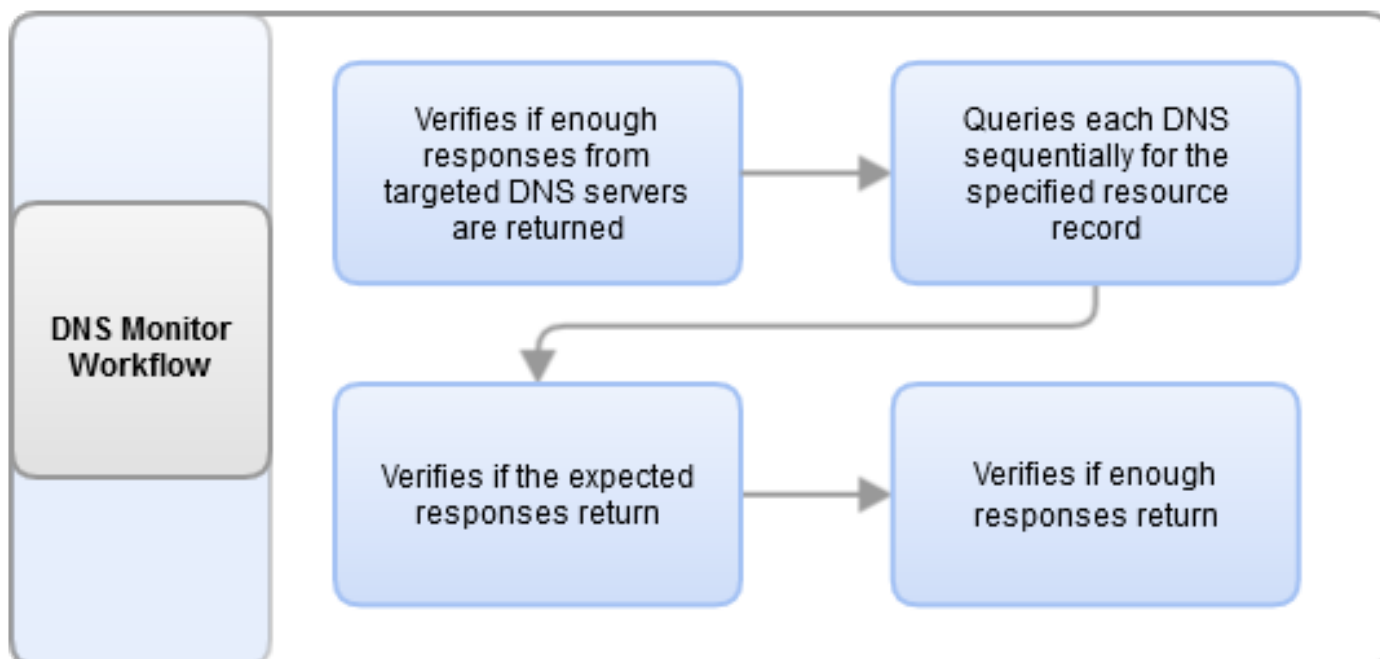 DNS Monitor
Workflow
Verifies if enough
responses from
targeted DNS servers
are returned
Queries each DNS
sequentially for the
specified resource
record
Verifies if the expected
responses return
Verifies if enough
responses return